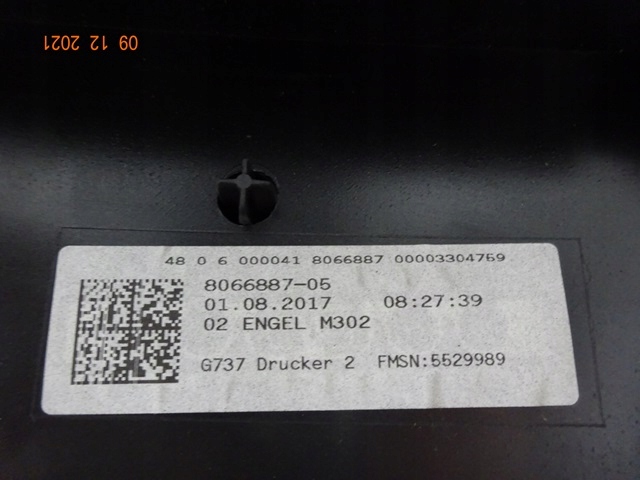 09 12 2021
48 0 6 000041 8066887 00003304759
8066887-05
01.08.2017 08:27:39
02 ENGEL M302
G737 Drucker 2 FMSN:5529989